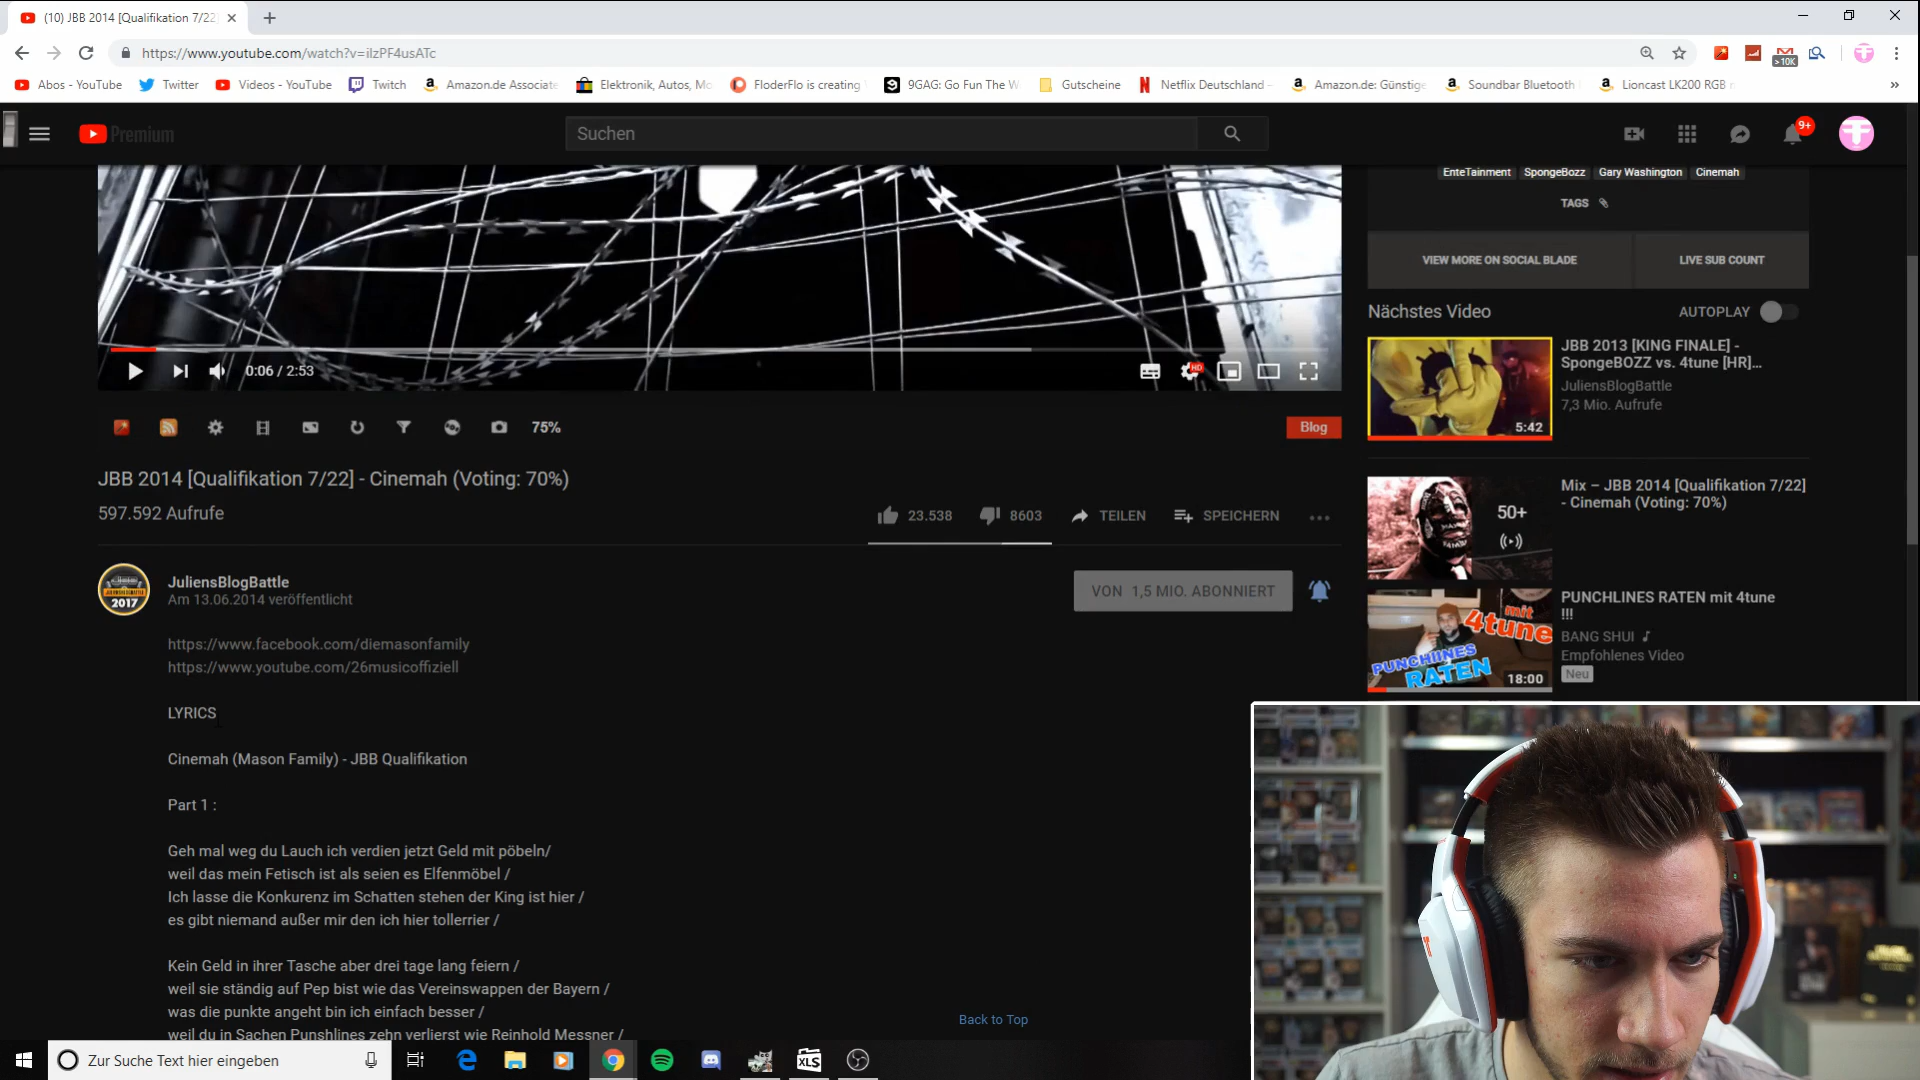 (10) JBB 2014 [Qualifikation 7/22]
https://www.youtube.com/watch?v=ilzPF4usATc
>10K
Abos - YouTube
Twitter
Videos - YouTube
Twitch
Amazon.de Associate
Elektronik, Autos, Mo
FloderFlo is creating
9GAG: Go Fun The W
Gutscheine
Netflix Deutschland -
Amazon.de: Günstige
Soundbar Bluetooth
Lioncast LK200 RGB
»
Premium
Suchen
9+
EnteTainment
SpongeBozz
Gary Washington
Cinemah
TAGS
VIEW MORE ON SOCIAL BLADE
LIVE SUB COUNT
0:06 / 2:53
HD
75%
Blog
JBB 2014 [Qualifikation 7/22] - Cinemah (Voting: 70%)
597.592 Aufrufe
23.538
8603
TEILEN
SPEICHERN
JuliensBlogBattle
Am 13.06.2014 veröffentlicht
2017
VON 1,5 MIO. ABONNIERT
https://www.facebook.com/diemasonfamily
https://www.youtube.com/26musicoffiziell
LYRICS
Cinemah (Mason Family) - JBB Qualifikation
Part 1 :
Geh mal weg du Lauch ich verdien jetzt Geld mit pöbeln/
weil das mein Fetisch ist als seien es Elfenmöbel /
Ich lasse die Konkurenz im Schatten stehen der King ist hier /
es gibt niemand außer mir den ich hier tollerrier /
Kein Geld in ihrer Tasche aber drei tage lang feiern /
weil sie ständig auf Pep bist wie das Vereinswappen der Bayern /
was die punkte angeht bin ich einfach besser /
weil du in Sachen Punshlines zehn verlierst wie Reinhold Messner /
Back to Top
Nächstes Video
AUTOPLAY
5:42
JBB 2013 [KING FINALE] -
SpongeBOZZ vs. 4tune [HR]...
JuliensBlogBattle
7,3 Mio. Aufrufe
50+
Mix – JBB 2014 [Qualifikation 7/22]
- Cinemah (Voting: 70%)
mit
4tune
PUNCHLINES
RATEN
18:00
PUNCHLINES RATEN mit 4tune
!!!
BANG SHUI
Empfohlenes Video
Neu
Zur Suche Text hier eingeben
XLS